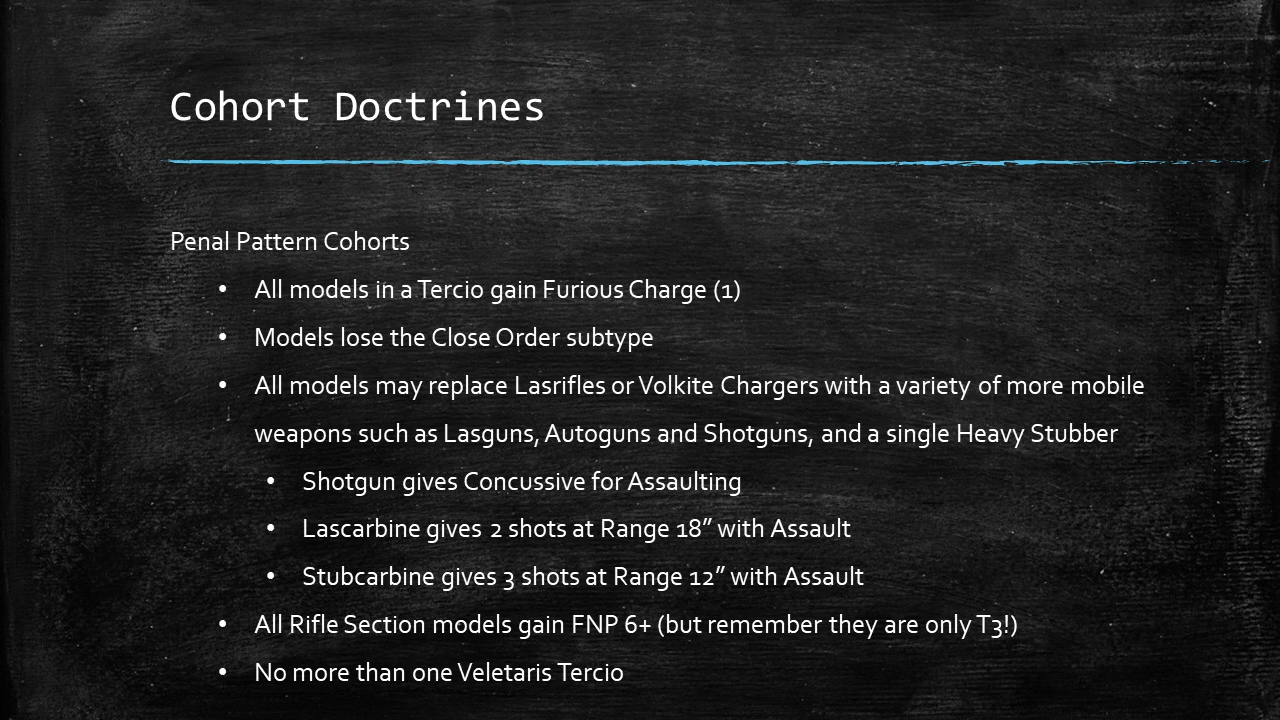 Cohort Doctrines
Penal Pattern Cohorts
• All models in a Tercio gain Furious Charge (1)
• Models lose the Close Order subtype
• All models may replace Lasrifles or Volkite Chargers with a variety of more mobile
weapons such as Lasguns, Autoguns and Shotguns, and a single Heavy Stubber
• Shotgun gives Concussive for Assaulting
• Lascarbine gives 2 shots at Range 18” with Assault
• Stubcarbine gives 3 shots at Range 12” with Assault
• All Rifle Section models gain FNP 6+ (but remember they are only T3!)
• No more than one Veletaris Tercio